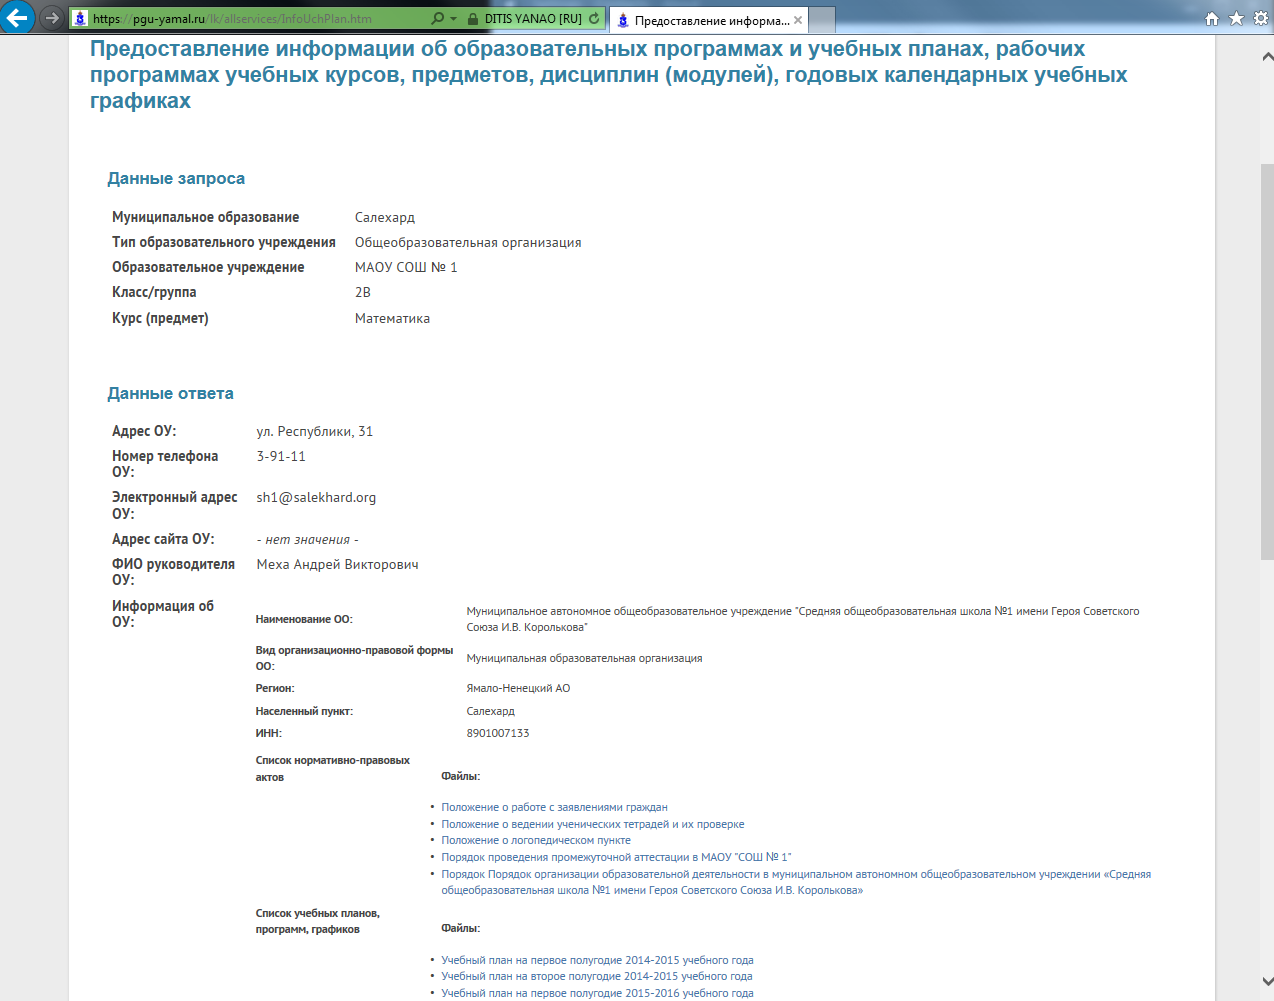 https://pgu-yamal.ru/lk/allservices/InfoUchPlan.htm
DITIS YANAO [RU]
Предоставление информа...
Предоставление информации об образовательных программах и учебных планах, рабочих
программах учебных курсов, предметов, дисциплин (модулей), годовых календарных учебных
графиках
Данные запроса
Муниципальное образование Салехард
Тип образовательного учреждения Общеобразовательная организация
Образовательное учреждение МАОУ СОШ № 1
Класс/группа 2В
Курс (предмет) Математика
Данные ответа
Адрес ОУ: ул. Республики, 31
Номер телефона 3-91-11
ОУ:
Электронный адрес sh1@salekhard.org
ОУ:
Адрес сайта ОУ: - нет значения -
ФИО руководителя Меха Андрей Викторович
ОУ:
Информация об
ОУ:
Наименование ОО:
Муниципальное автономное общеобразовательное учреждение "Средняя общеобразовательная школа №1 имени Героя Советского
Союза И.В. Королькова"
Вид организационно-правовой формы
ОО:
Муниципальная образовательная организация
Регион: Ямало-Ненецкий АО
Населенный пункт: Салехард
ИНН: 8901007133
Список нормативно-правовых
актов
Файлы:
• Положение о работе с заявлениями граждан
• Положение о ведении ученических тетрадей и их проверке
• Положение о логопедическом пункте
• Порядок проведения промежуточной аттестации в МАОУ "СОШ № 1"
• Порядок Порядок организации образовательной деятельности в муниципальном автономном общеобразовательном учреждении «Средняя
общеобразовательная школа №1 имени Героя Советского Союза И.В. Королькова»
Список учебных планов,
программ, графиков
Файлы:
• Учебный план на первое полугодие 2014-2015 учебного года
• Учебный план на второе полугодие 2014-2015 учебного года
• Учебный план на первое полугодие 2015-2016 учебного года